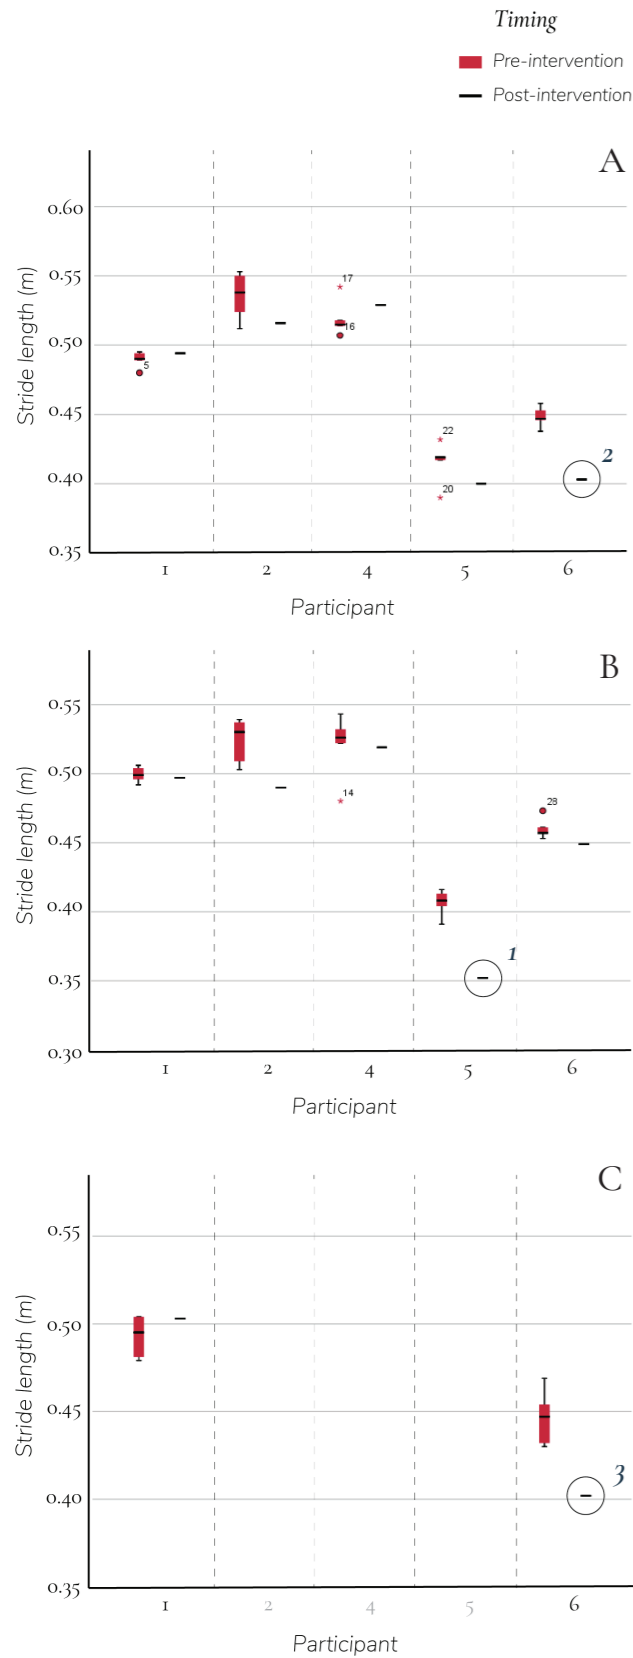 Timing
Pre-intervention
Post-intervention
A
0.60
0.55
0.50
0.45
0.40
0.35
Stride length (m)
17
16
5
22
20
2
1 2 4 5 6
Participant
B
0.55
0.50
0.45
0.40
0.35
0.30
Stride length (m)
14
23
1
1 2 4 5 6
Participant
C
0.55
0.50
0.45
0.40
0.35
Stride length (m)
3
1 2 4 5 6
Participant